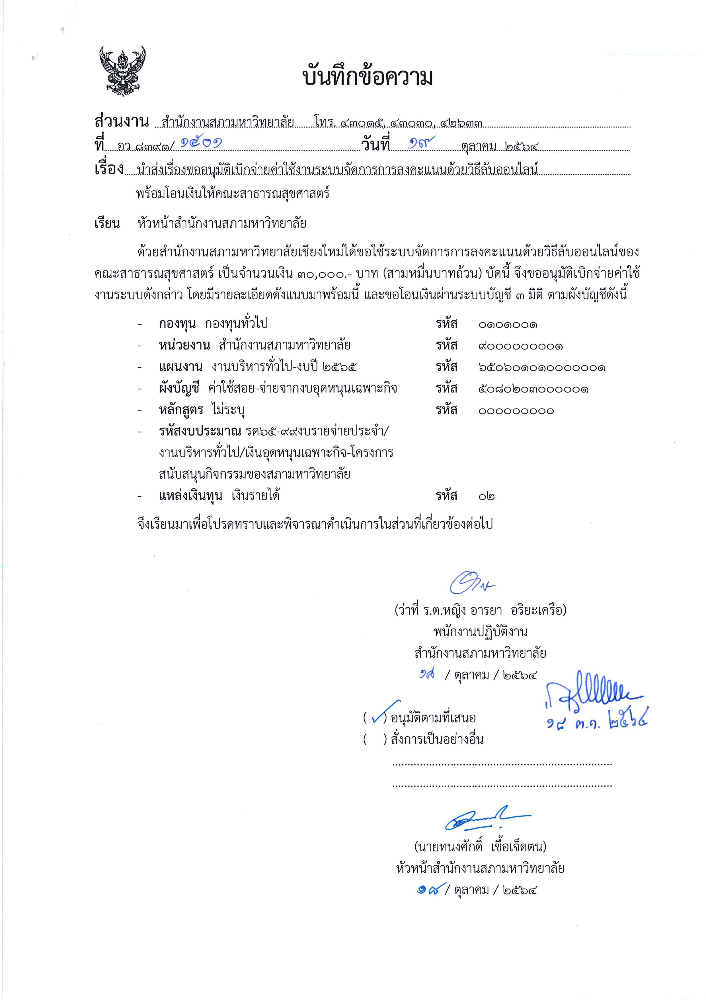 บันทึกข้อความ
ส่วนงาน สำนักงานสภามหาวิทยาลัย โทร. ๔๓๐๑๕, ๔๓๐๓๐, ๔๒๖๓๓
ที่ อว ๘๓๙๑/ ๑๕๐๑ วันที่ ๑๙ ตุลาคม ๒๕๖๔
เรื่อง นำส่งเรื่องขออนุมัติเบิกจ่ายค่าใช้งานระบบจัดการการลงคะแนนด้วยวิธีลับออนไลน์
พร้อมโอนเงินให้คณะสาธารณสุขศาสตร์
เรียน หัวหน้าสำนักงานสภามหาวิทยาลัย
ด้วยสำนักงานสภามหาวิทยาลัยเชียงใหม่ได้ขอใช้ระบบจัดการการลงคะแนนด้วยวิธีลับออนไลน์ของ
คณะสาธารณสุขศาสตร์ เป็นจำนวนเงิน ๓๐,๐๐๐.- บาท (สามหมื่นบาทถ้วน) บัดนี้ จึงขออนุมัติเบิกจ่ายค่าใช้
งานระบบดังกล่าว โดยมีรายละเอียดดังแนบมาพร้อมนี้ และขอโอนเงินผ่านระบบบัญชี ๓ มิติ ตามผังบัญชีดังนี้
- กองทุน กองทุนทั่วไป รหัส ๐๑๐๑๐๐๑
- หน่วยงาน สำนักงานสภามหาวิทยาลัย รหัส ๙๐๐๐๐๐๐๐๐๑
- แผนงาน งานบริหารทั่วไป-งบปี ๒๕๖๕ รหัส ๖๕๐๖๐๑๐๑๐๐๐๐๐๐๑
- ผังบัญชี ค่าใช้สอย-จ่ายจากงบอุดหนุนเฉพาะกิจ รหัส ๕๐๘๐๒๐๓๐๐๐๐๐๑
- หลักสูตร ไม่ระบุ รหัส ๐๐๐๐๐๐๐๐๐
- รหัสงบประมาณ รด๖๕-๙๙งบรายจ่ายประจำ/
งานบริหารทั่วไป/เงินอุดหนุนเฉพาะกิจ-โครงการ
สนับสนุนกิจกรรมของสภามหาวิทยาลัย
- แหล่งเงินทุน เงินรายได้ รหัส ๐๒
จึงเรียนมาเพื่อโปรดทราบและพิจารณาดำเนินการในส่วนที่เกี่ยวข้องต่อไป
(ว่าที่ ร.ต.หญิง อารยา อริยะเครือ)
พนักงานปฏิบัติงาน
สำนักงานสภามหาวิทยาลัย
๑๘ / ตุลาคม / ๒๕๖๔
(✓) อนุมัติตามที่เสนอ
๑๘ ต.ค. ๒๕๖๔
( ) สั่งการเป็นอย่างอื่น
(นายทนงศักดิ์ เชื้อเจ็ดตน)
หัวหน้าสำนักงานสภามหาวิทยาลัย
๑๘ / ตุลาคม / ๒๕๖๔